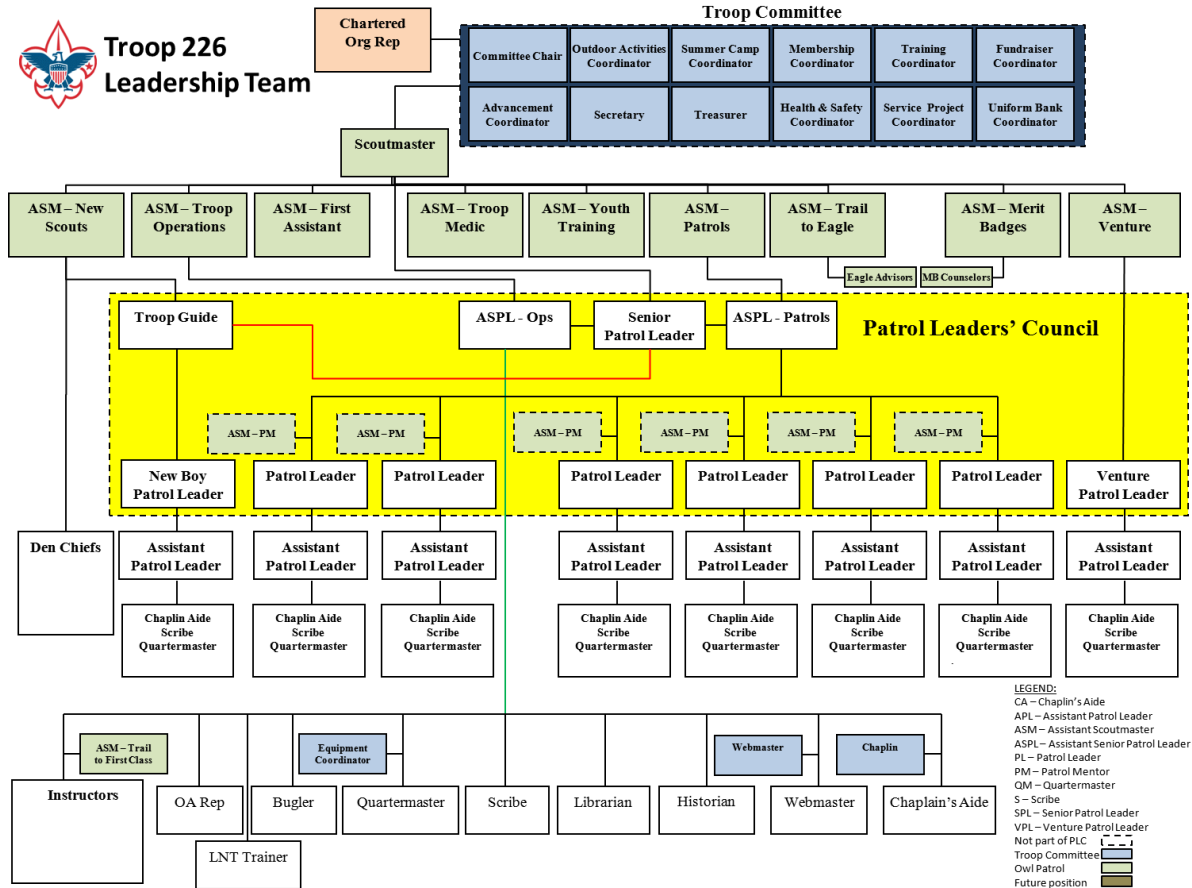 Troop 226
Leadership Team
Chartered
Org Rep
Troop Committee
Committee Chair
Outdoor Activities
Coordinator
Summer Camp
Coordinator
Membership
Coordinator
Training
Coordinator
Fundraiser
Coordinator
Advancement
Coordinator
Secretary
Treasurer
Health & Safety
Coordinator
Service Project
Coordinator
Uniform Bank
Coordinator
Scoutmaster
ASM – New
Scouts
ASM – Troop
Operations
ASM – First
Assistant
ASM – Troop
Medic
ASM – Youth
Training
ASM –
Patrols
ASM – Trail
to Eagle
ASM – Merit
Badges
ASM –
Venture
Eagle Advisors
MB Counselors
Troop Guide
ASPL - Ops
Senior
Patrol Leader
ASPL - Patrols
Patrol Leaders’ Council
ASM – PM
ASM – PM
ASM – PM
ASM – PM
ASM – PM
ASM – PM
New Boy
Patrol Leader
Patrol Leader
Patrol Leader
Patrol Leader
Patrol Leader
Patrol Leader
Patrol Leader
Venture
Patrol Leader
Den Chiefs
Assistant
Patrol Leader
Assistant
Patrol Leader
Assistant
Patrol Leader
Assistant
Patrol Leader
Assistant
Patrol Leader
Assistant
Patrol Leader
Assistant
Patrol Leader
Assistant
Patrol Leader
Chaplin Aide
Scribe
Quartermaster
Chaplin Aide
Scribe
Quartermaster
Chaplin Aide
Scribe
Quartermaster
Chaplin Aide
Scribe
Quartermaster
Chaplin Aide
Scribe
Quartermaster
Chaplin Aide
Scribe
Quartermaster
Chaplin Aide
Scribe
Quartermaster
.
Chaplin Aide
Scribe
Quartermaster
ASM – Trail
to First Class
Equipment
Coordinator
Webmaster
Chaplin
Instructors
OA Rep
Bugler
Quartermaster
Scribe
Librarian
Historian
Webmaster
Chaplain's Aide
LNT Trainer
LEGEND:
CA – Chaplin’s Aide
APL – Assistant Patrol Leader
ASM – Assistant Scoutmaster
ASPL – Assistant Senior Patrol Leader
PL – Patrol Leader
PM – Patrol Mentor
QM – Quartermaster
S – Scribe
SPL – Senior Patrol Leader
VPL – Venture Patrol Leader
Not part of PLC
Troop Committee
Owl Patrol
Future position